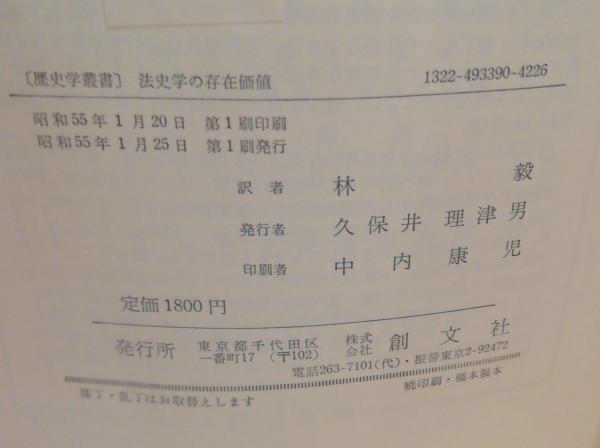 〔歴史学叢書〕 法史学の存在価値 1322-493390-4226
昭和55年1月20日 第1刷印刷
昭和55年1月25日 第1刷発行
訳者 林 毅
発行者 久保井 理津男
印刷者 中内康児
定価1800円
発行所 東京都千代田区一番町17 (〒102) 株式会社 創文社
電話263-7101(代)・振替東京2-92472
落丁・乱丁はお取替えします 暁印刷・橋本製本